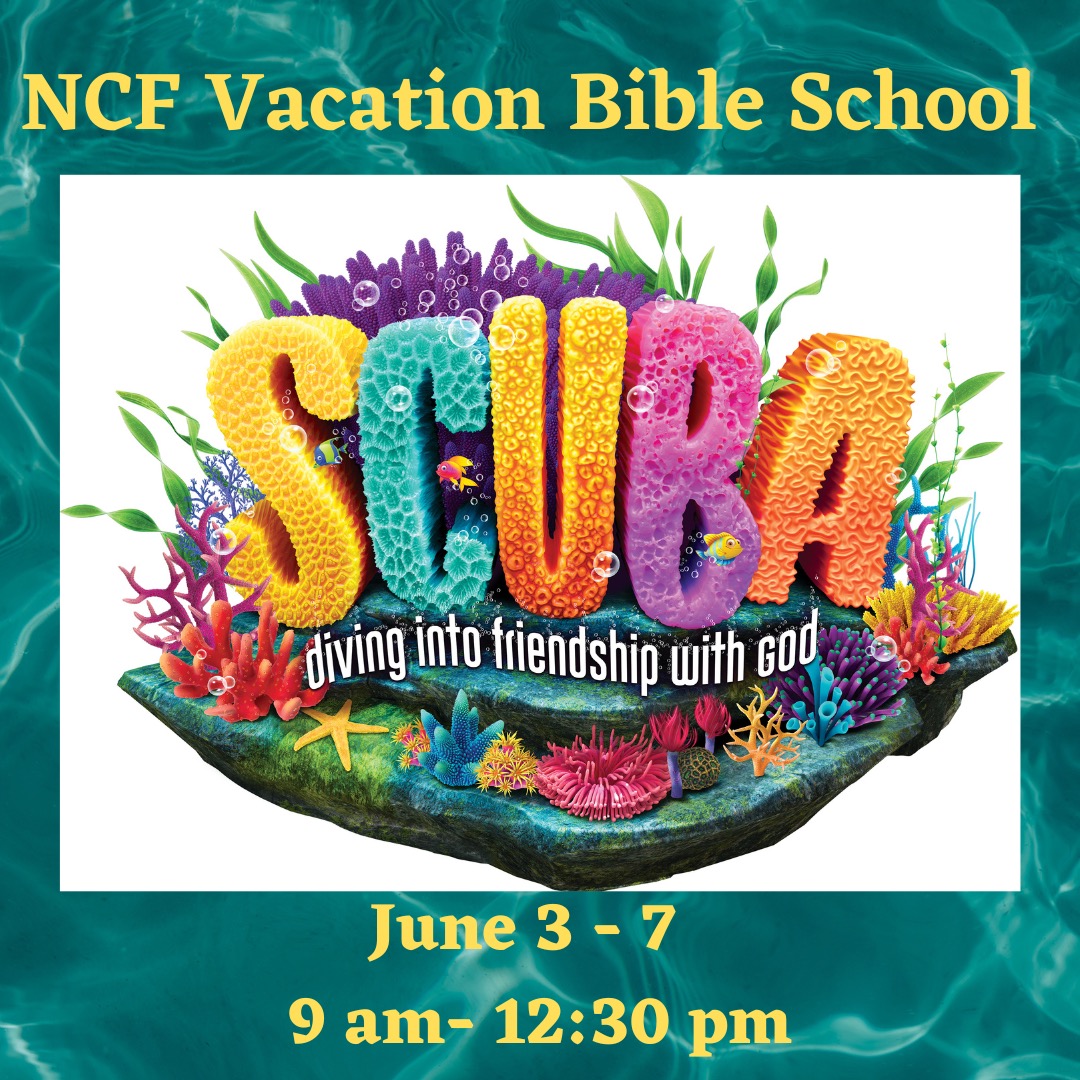 NCF Vacation Bible School
SCUBA
diving into friendship with God
June 3 - 7
9 am- 12:30 pm